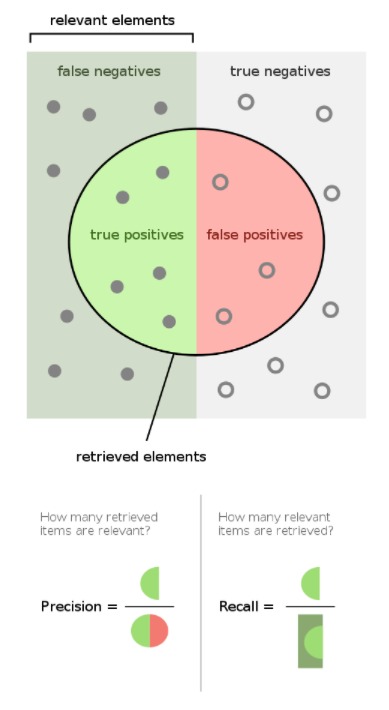 relevant elements
false negatives
true negatives
true positives
false positives
retrieved elements
How many retrieved
items are relevant?
How many relevant
items are retrieved?
Precision =
Recall =